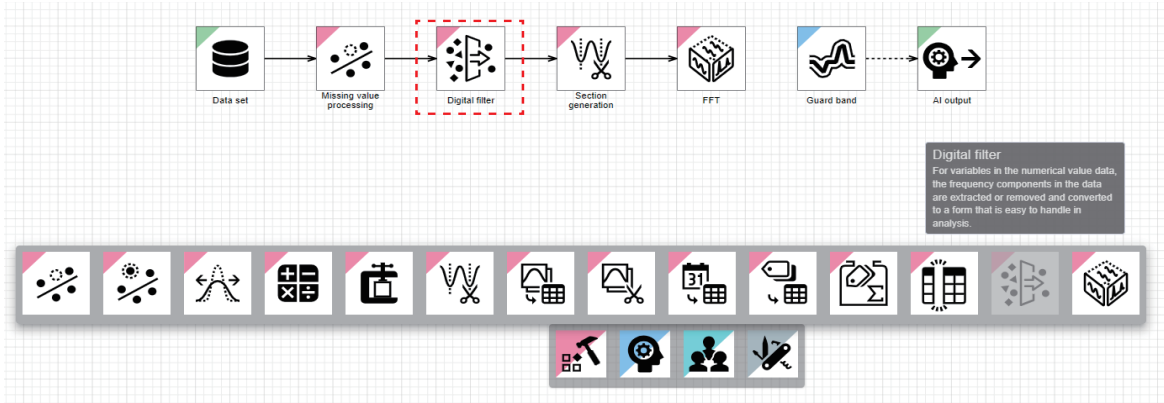 Data set
Missing value
processing
Digital filter
Section
generation
FFT
Guard band
AI output
Digital filter
For variables in the numerical value data,
the frequency components in the data
are extracted or removed and converted
to a form that is easy to handle in
analysis.
31